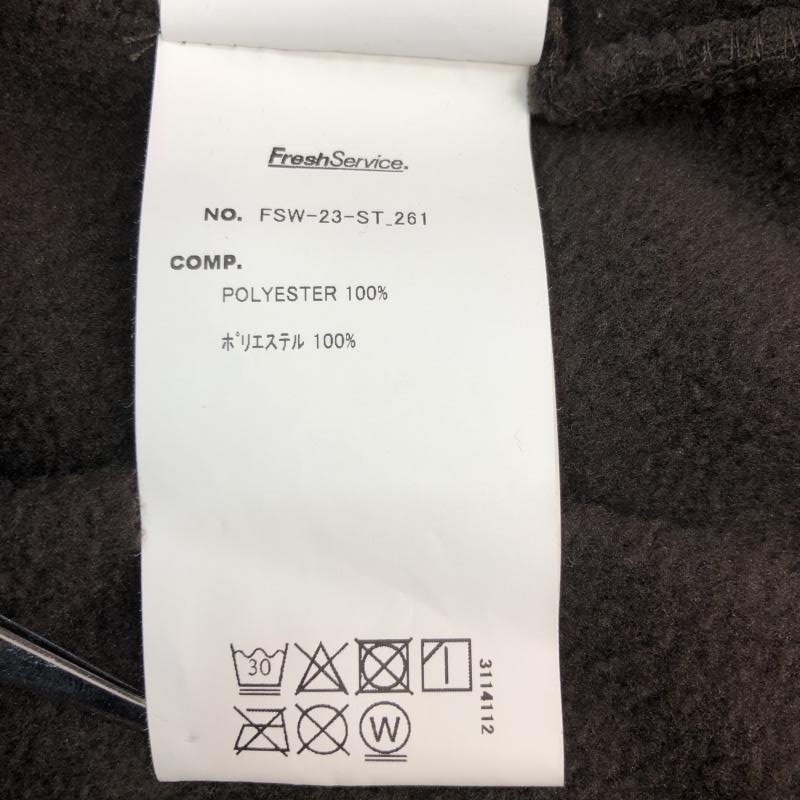 FreshService.
NO. FSW-23-ST_261
COMP.
POLYESTER 100%
ポリエステル 100%
30
W
3114112